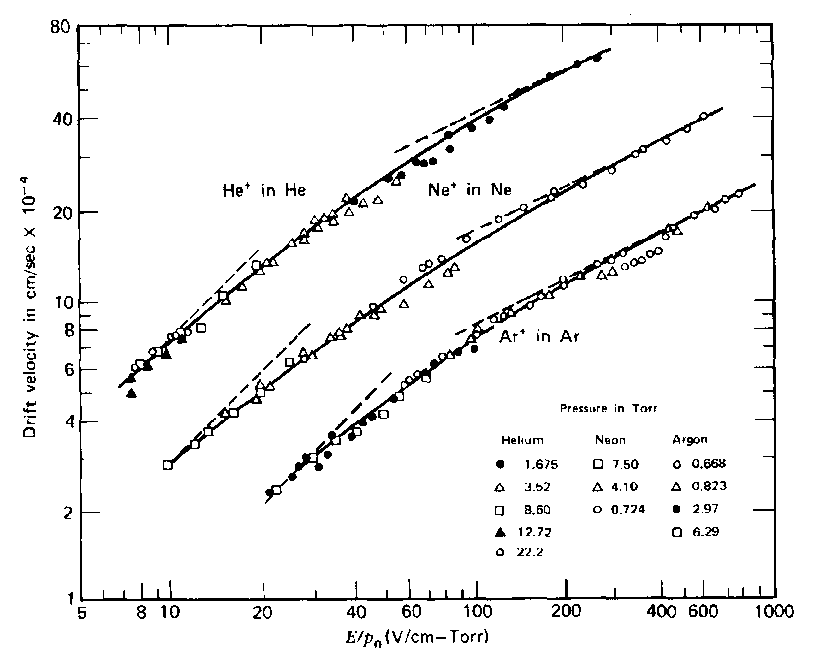 80
40
20
10
8
6
4
2
1
Drift velocity in cm/sec × 10⁻⁴
He⁺ in He
Ne⁺ in Ne
Ar⁺ in Ar
Pressure in Torr
Helium Neon Argon
● 1.675 □ 7.50 ○ 0.668
△ 3.52 △ 4.10 △ 0.823
□ 8.60 ○ 0.724 ● 2.97
▲ 12.72 □ 6.29
○ 22.2
5 8 10 20 40 60 100 200 400 600 1000
E/p₀ (V/cm-Torr)